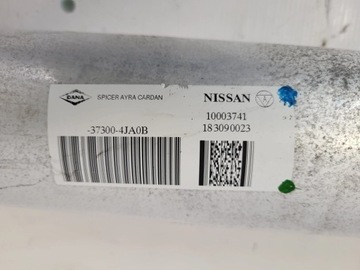 DANA
SPICER AYRA CARDAN
NISSAN
10003741
-37300-4JA0B
183090023